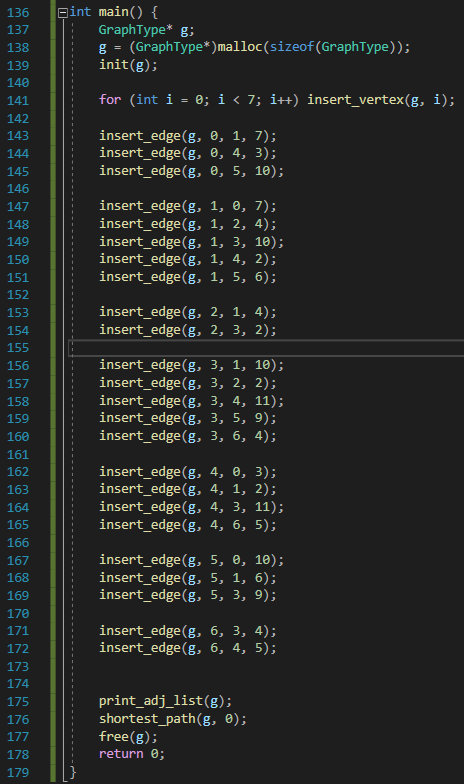 136 int main() {
137 GraphType* g;
138 g = (GraphType*)malloc(sizeof(GraphType));
139 init(g);
140
141 for (int i = 0; i < 7; i++) insert_vertex(g, i);
142
143 insert_edge(g, 0, 1, 7);
144 insert_edge(g, 0, 4, 3);
145 insert_edge(g, 0, 5, 10);
146
147 insert_edge(g, 1, 0, 7);
148 insert_edge(g, 1, 2, 4);
149 insert_edge(g, 1, 3, 10);
150 insert_edge(g, 1, 4, 2);
151 insert_edge(g, 1, 5, 6);
152
153 insert_edge(g, 2, 1, 4);
154 insert_edge(g, 2, 3, 2);
155
156 insert_edge(g, 3, 1, 10);
157 insert_edge(g, 3, 2, 2);
158 insert_edge(g, 3, 4, 11);
159 insert_edge(g, 3, 5, 9);
160 insert_edge(g, 3, 6, 4);
161
162 insert_edge(g, 4, 0, 3);
163 insert_edge(g, 4, 1, 2);
164 insert_edge(g, 4, 3, 11);
165 insert_edge(g, 4, 6, 5);
166
167 insert_edge(g, 5, 0, 10);
168 insert_edge(g, 5, 1, 6);
169 insert_edge(g, 5, 3, 9);
170
171 insert_edge(g, 6, 3, 4);
172 insert_edge(g, 6, 4, 5);
173
174
175 print_adj_list(g);
176 shortest_path(g, 0);
177 free(g);
178 return 0;
179 }